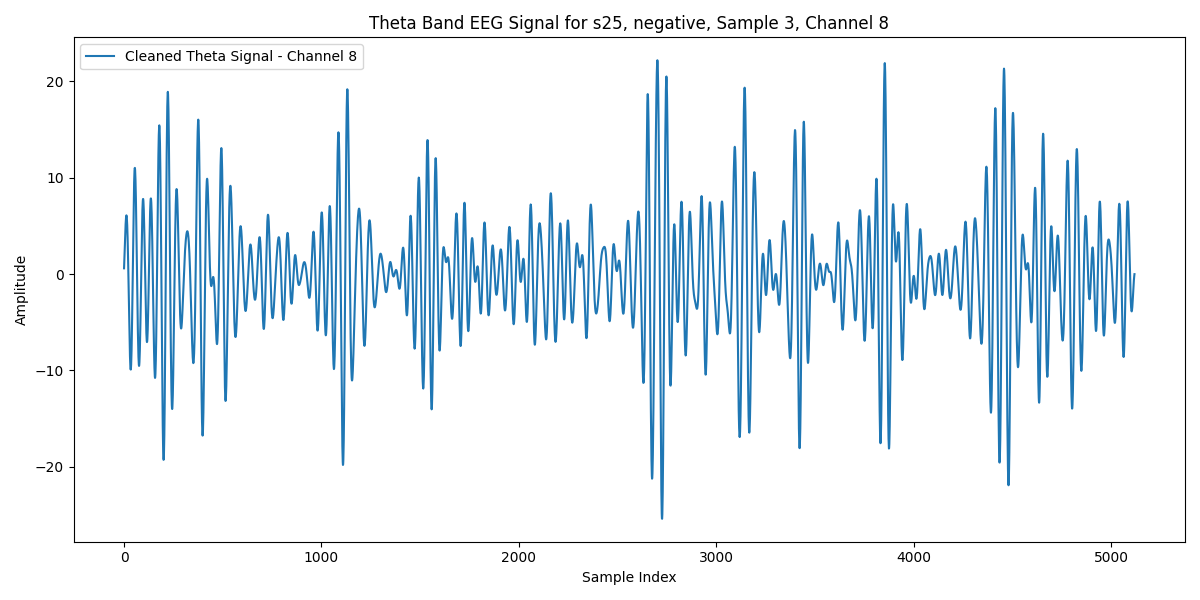 Theta Band EEG Signal for s25, negative, Sample 3, Channel 8
Cleaned Theta Signal - Channel 8
Amplitude
20
10
0
−10
−20
0 1000 2000 3000 4000 5000
Sample Index